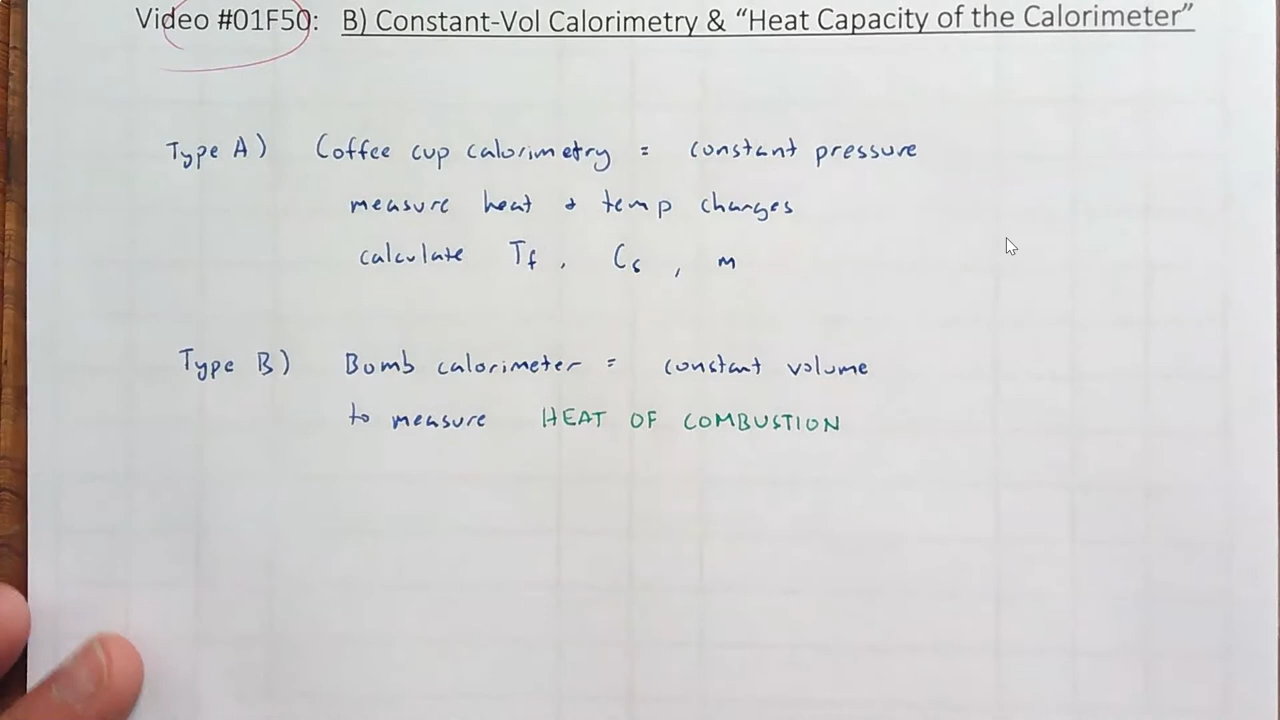 Video #01F50: B) Constant-Vol Calorimetry & “Heat Capacity of the Calorimeter”
Type A) Coffee cup calorimetry = constant pressure
measure heat & temp changes
calculate Tf, Cs, m
Type B) Bomb calorimeter = constant volume
to measure HEAT OF COMBUSTION